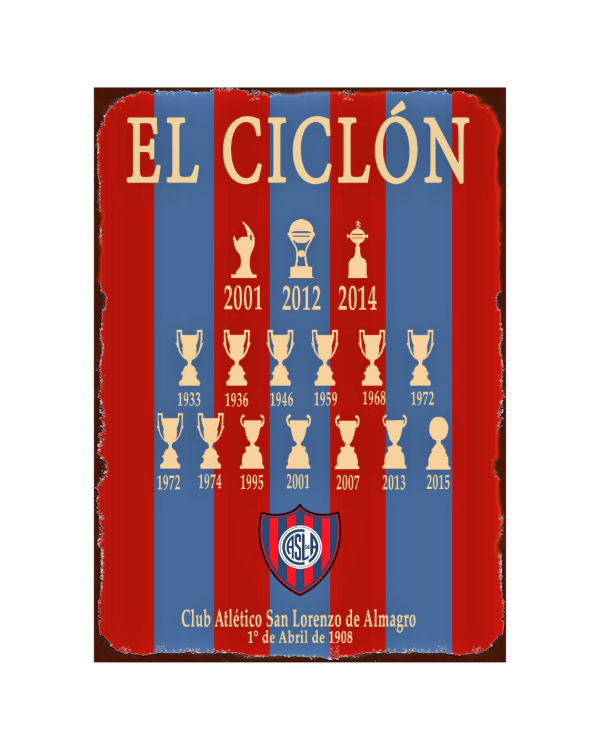 EL CICLÓN
2001 2012 2014
1933 1936 1946 1959 1968 1972
1972 1974 1995 2001 2007 2013 2015
CASLA
Club Atlético San Lorenzo de Almagro
1° de Abril de 1908